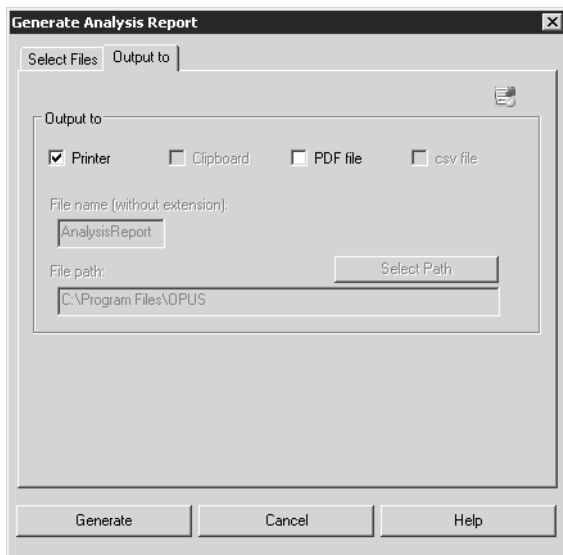 Generate Analysis Report
Select Files Output to
Output to
Printer Clipboard PDF file csv file
File name (without extension):
AnalysisReport
File path: Select Path
C:\Program Files\OPUS
Generate Cancel Help